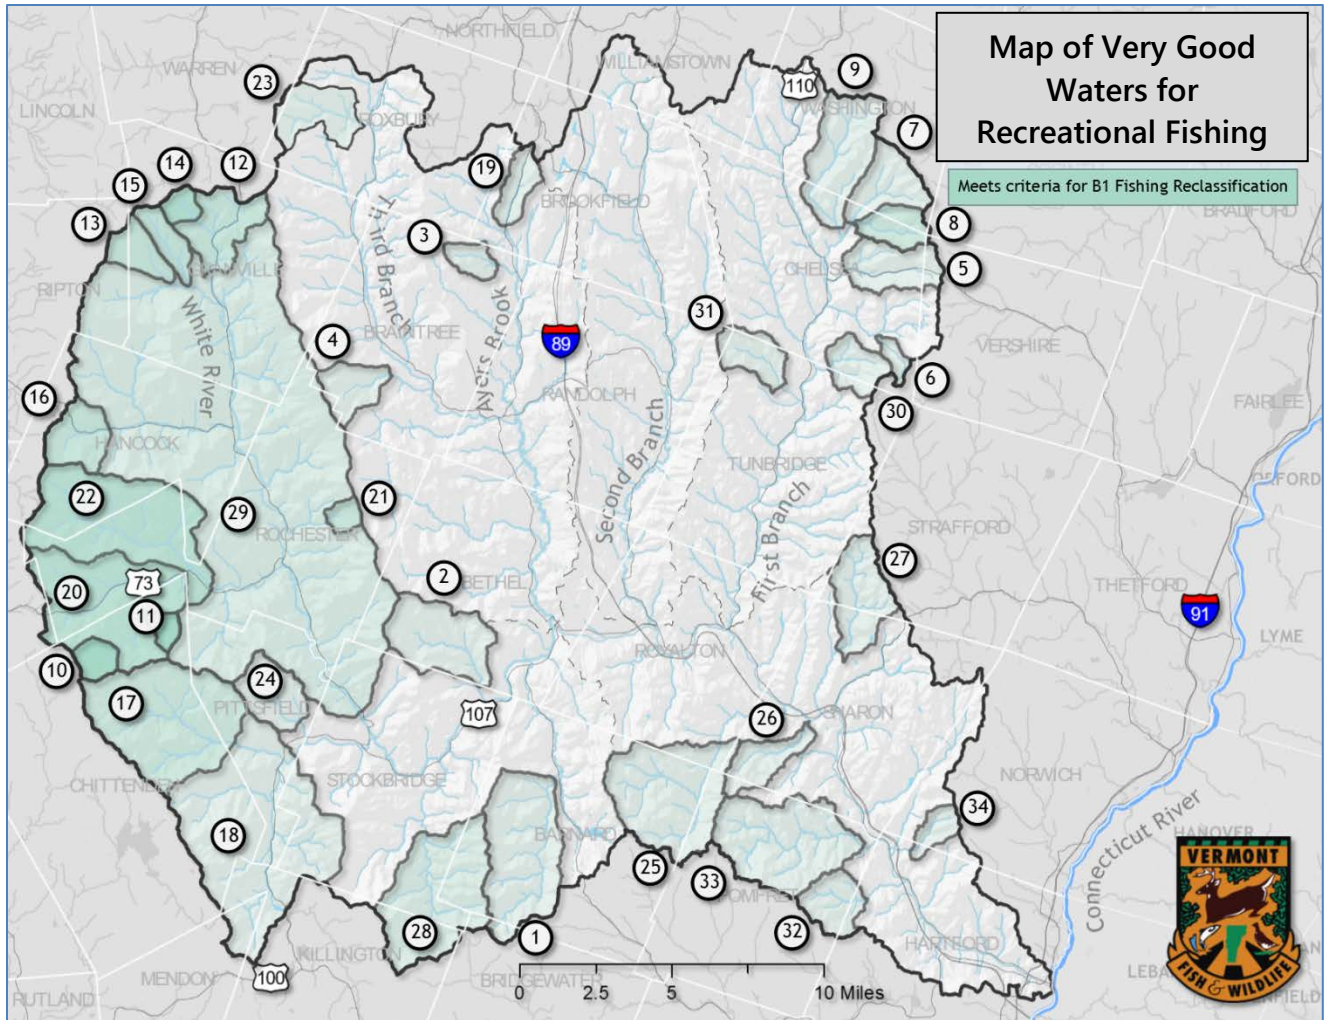 Map of Very Good
Waters for
Recreational Fishing
Meets criteria for B1 Fishing Reclassification
NORTHFIELD
WILLIAMSTOWN
WARREN
LINCOLN
ROXBURY
WASHINGTON
110
9
23
7
14
12
15
19
13
3
8
5
BROOKFIELD
BRADFORD
CHELSEA
GRANVILLE
RIPTON
Third Branch
White River
Ayers Brook
BRAINTREE
4
31
89
VERSHIRE
6
30
16
RANDOLPH
FAIRLEE
HANCOCK
TUNBRIDGE
Second Branch
First Branch
22
29
21
ROCHESTER
ORFORD
STRAFFORD
27
2
BETHEL
73
20
11
THETFORD
91
LYME
ROYALTON
10
24
17
PITTSFIELD
107
26
SHARON
STOCKBRIDGE
NORWICH
CHITTENDEN
18
BARNARD
34
Connecticut River
HANOVER
25
33
POMFRET
28
1
32
HARTFORD
KILLINGTON
MENDON
100
BRIDGEWATER
RUTLAND
0 2.5 5 10 Miles
VERMONT
FISH & WILDLIFE